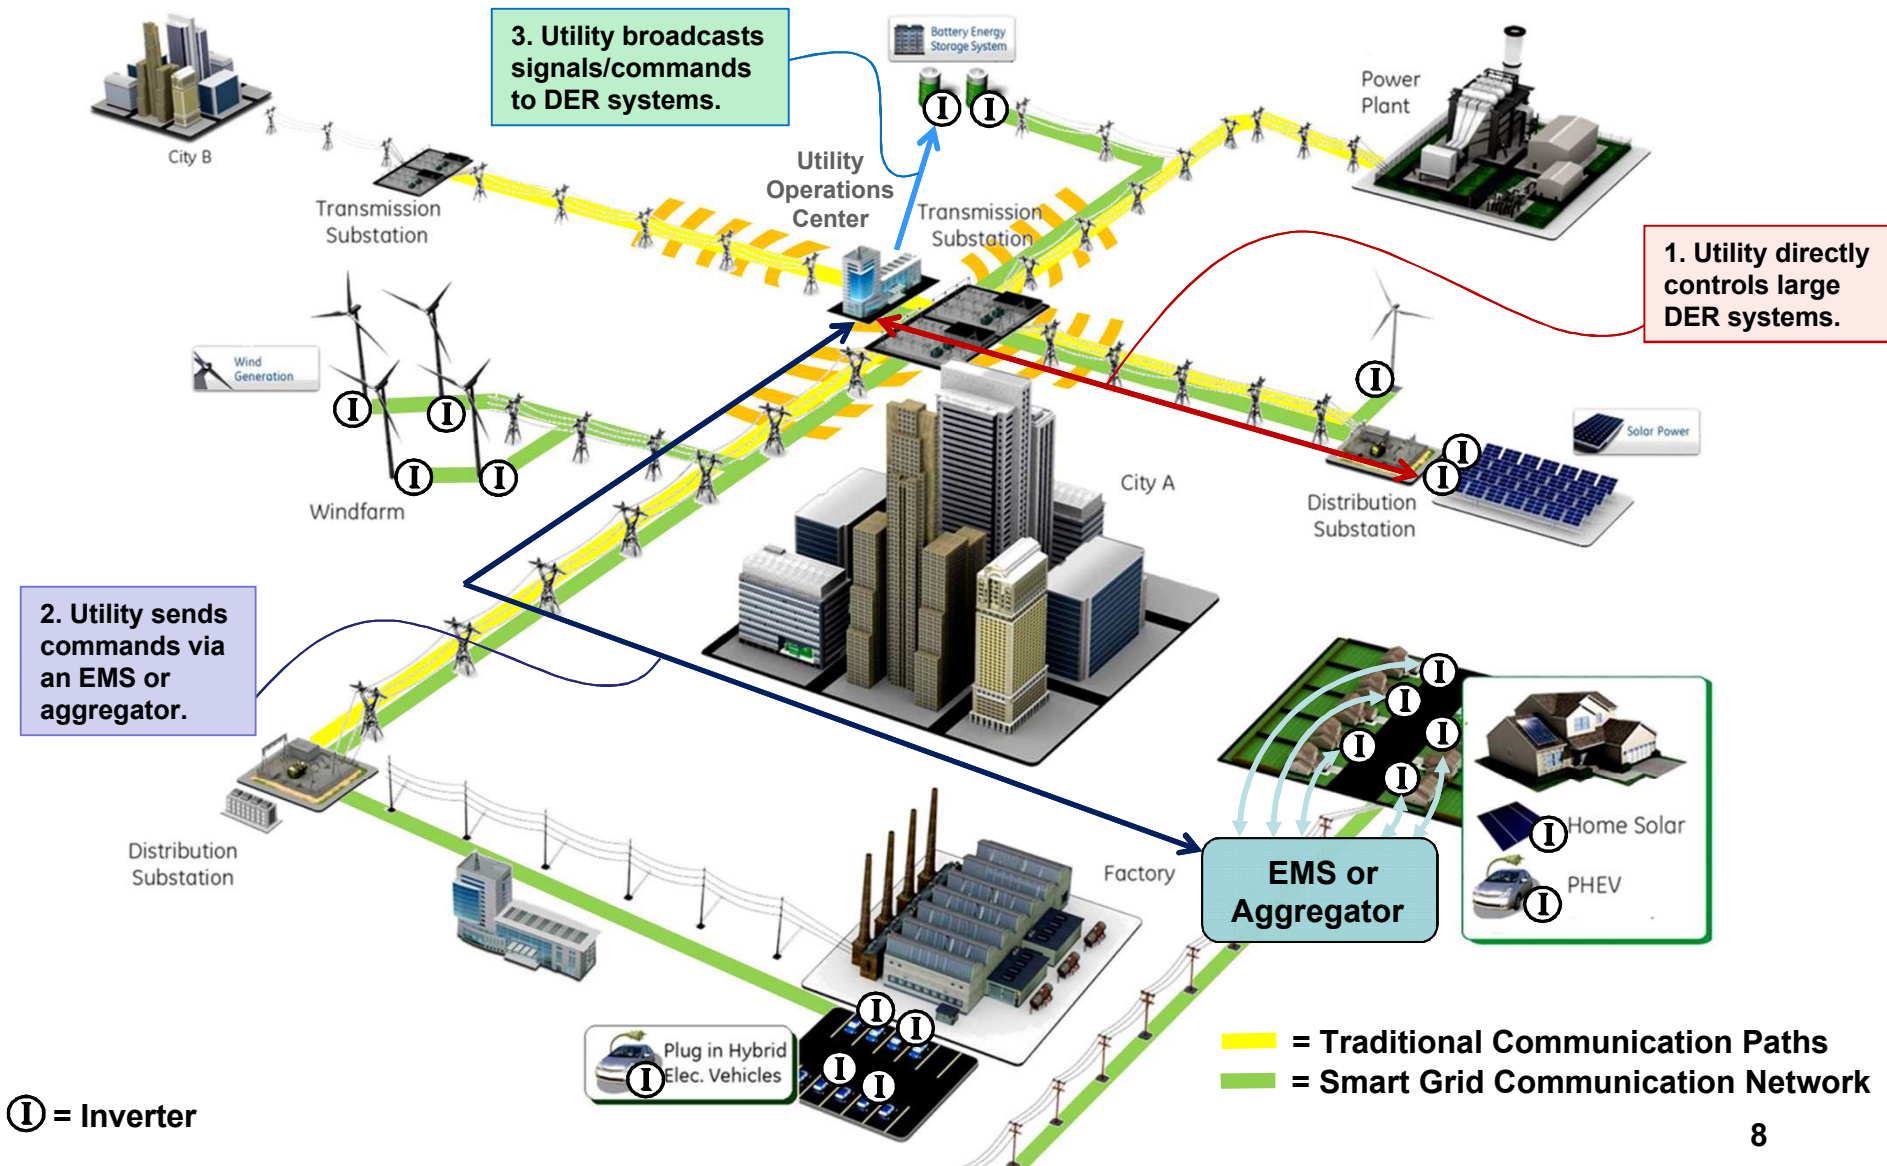 3. Utility broadcasts
signals/commands
to DER systems.
Battery Energy
Storage System
I
I
Power
Plant
City B
Utility
Operations
Center
Transmission
Substation
Transmission
Substation
1. Utility directly
controls large
DER systems.
Wind
Generation
I
I
I
I
I
Windfarm
Solar Power
I
I
City A
Distribution
Substation
2. Utility sends
commands via
an EMS or
aggregator.
I
I
I
I
I
Home Solar
I
PHEV
I
EMS or
Aggregator
Factory
Distribution
Substation
I
I
I
I
Plug in Hybrid
Elec. Vehicles
I
= Traditional Communication Paths
= Smart Grid Communication Network
I = Inverter
8